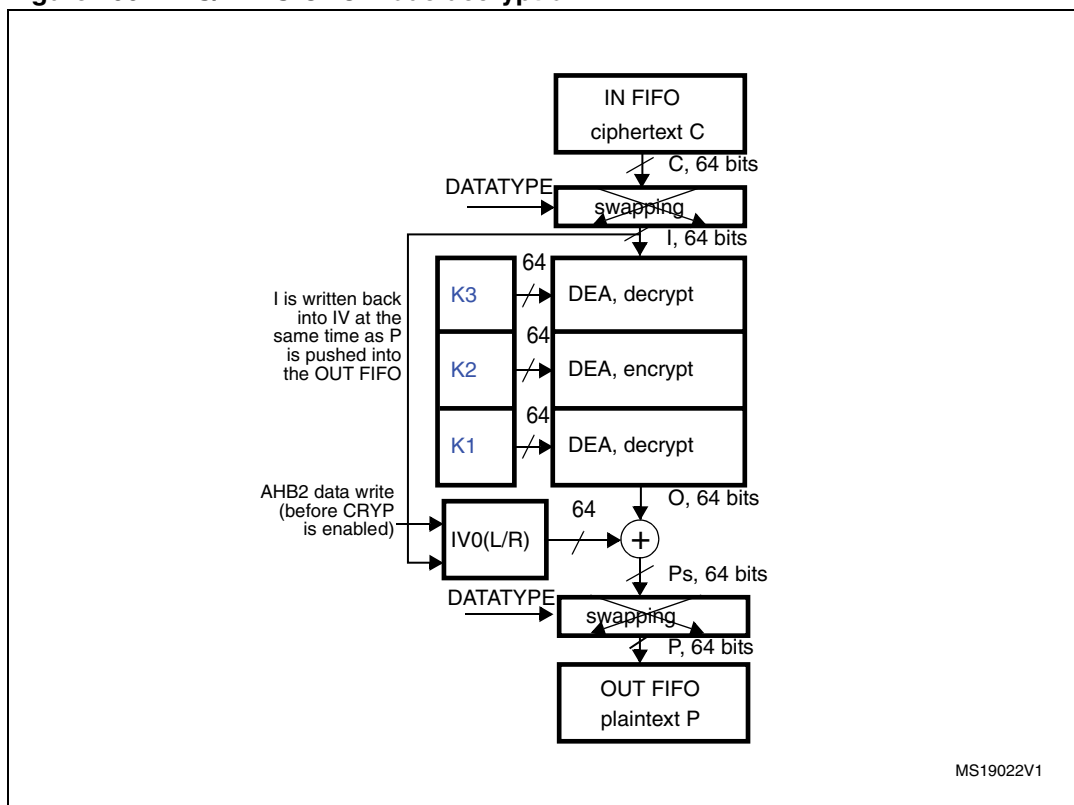 IN FIFO
ciphertext C
C, 64 bits
DATATYPE
swapping
I, 64 bits
I is written back
into IV at the
same time as P
is pushed into
the OUT FIFO
K3
64
DEA, decrypt
K2
64
DEA, encrypt
K1
64
DEA, decrypt
O, 64 bits
AHB2 data write
(before CRYP
is enabled)
IV0(L/R)
64
+
Ps, 64 bits
DATATYPE
swapping
P, 64 bits
OUT FIFO
plaintext P
MS19022V1